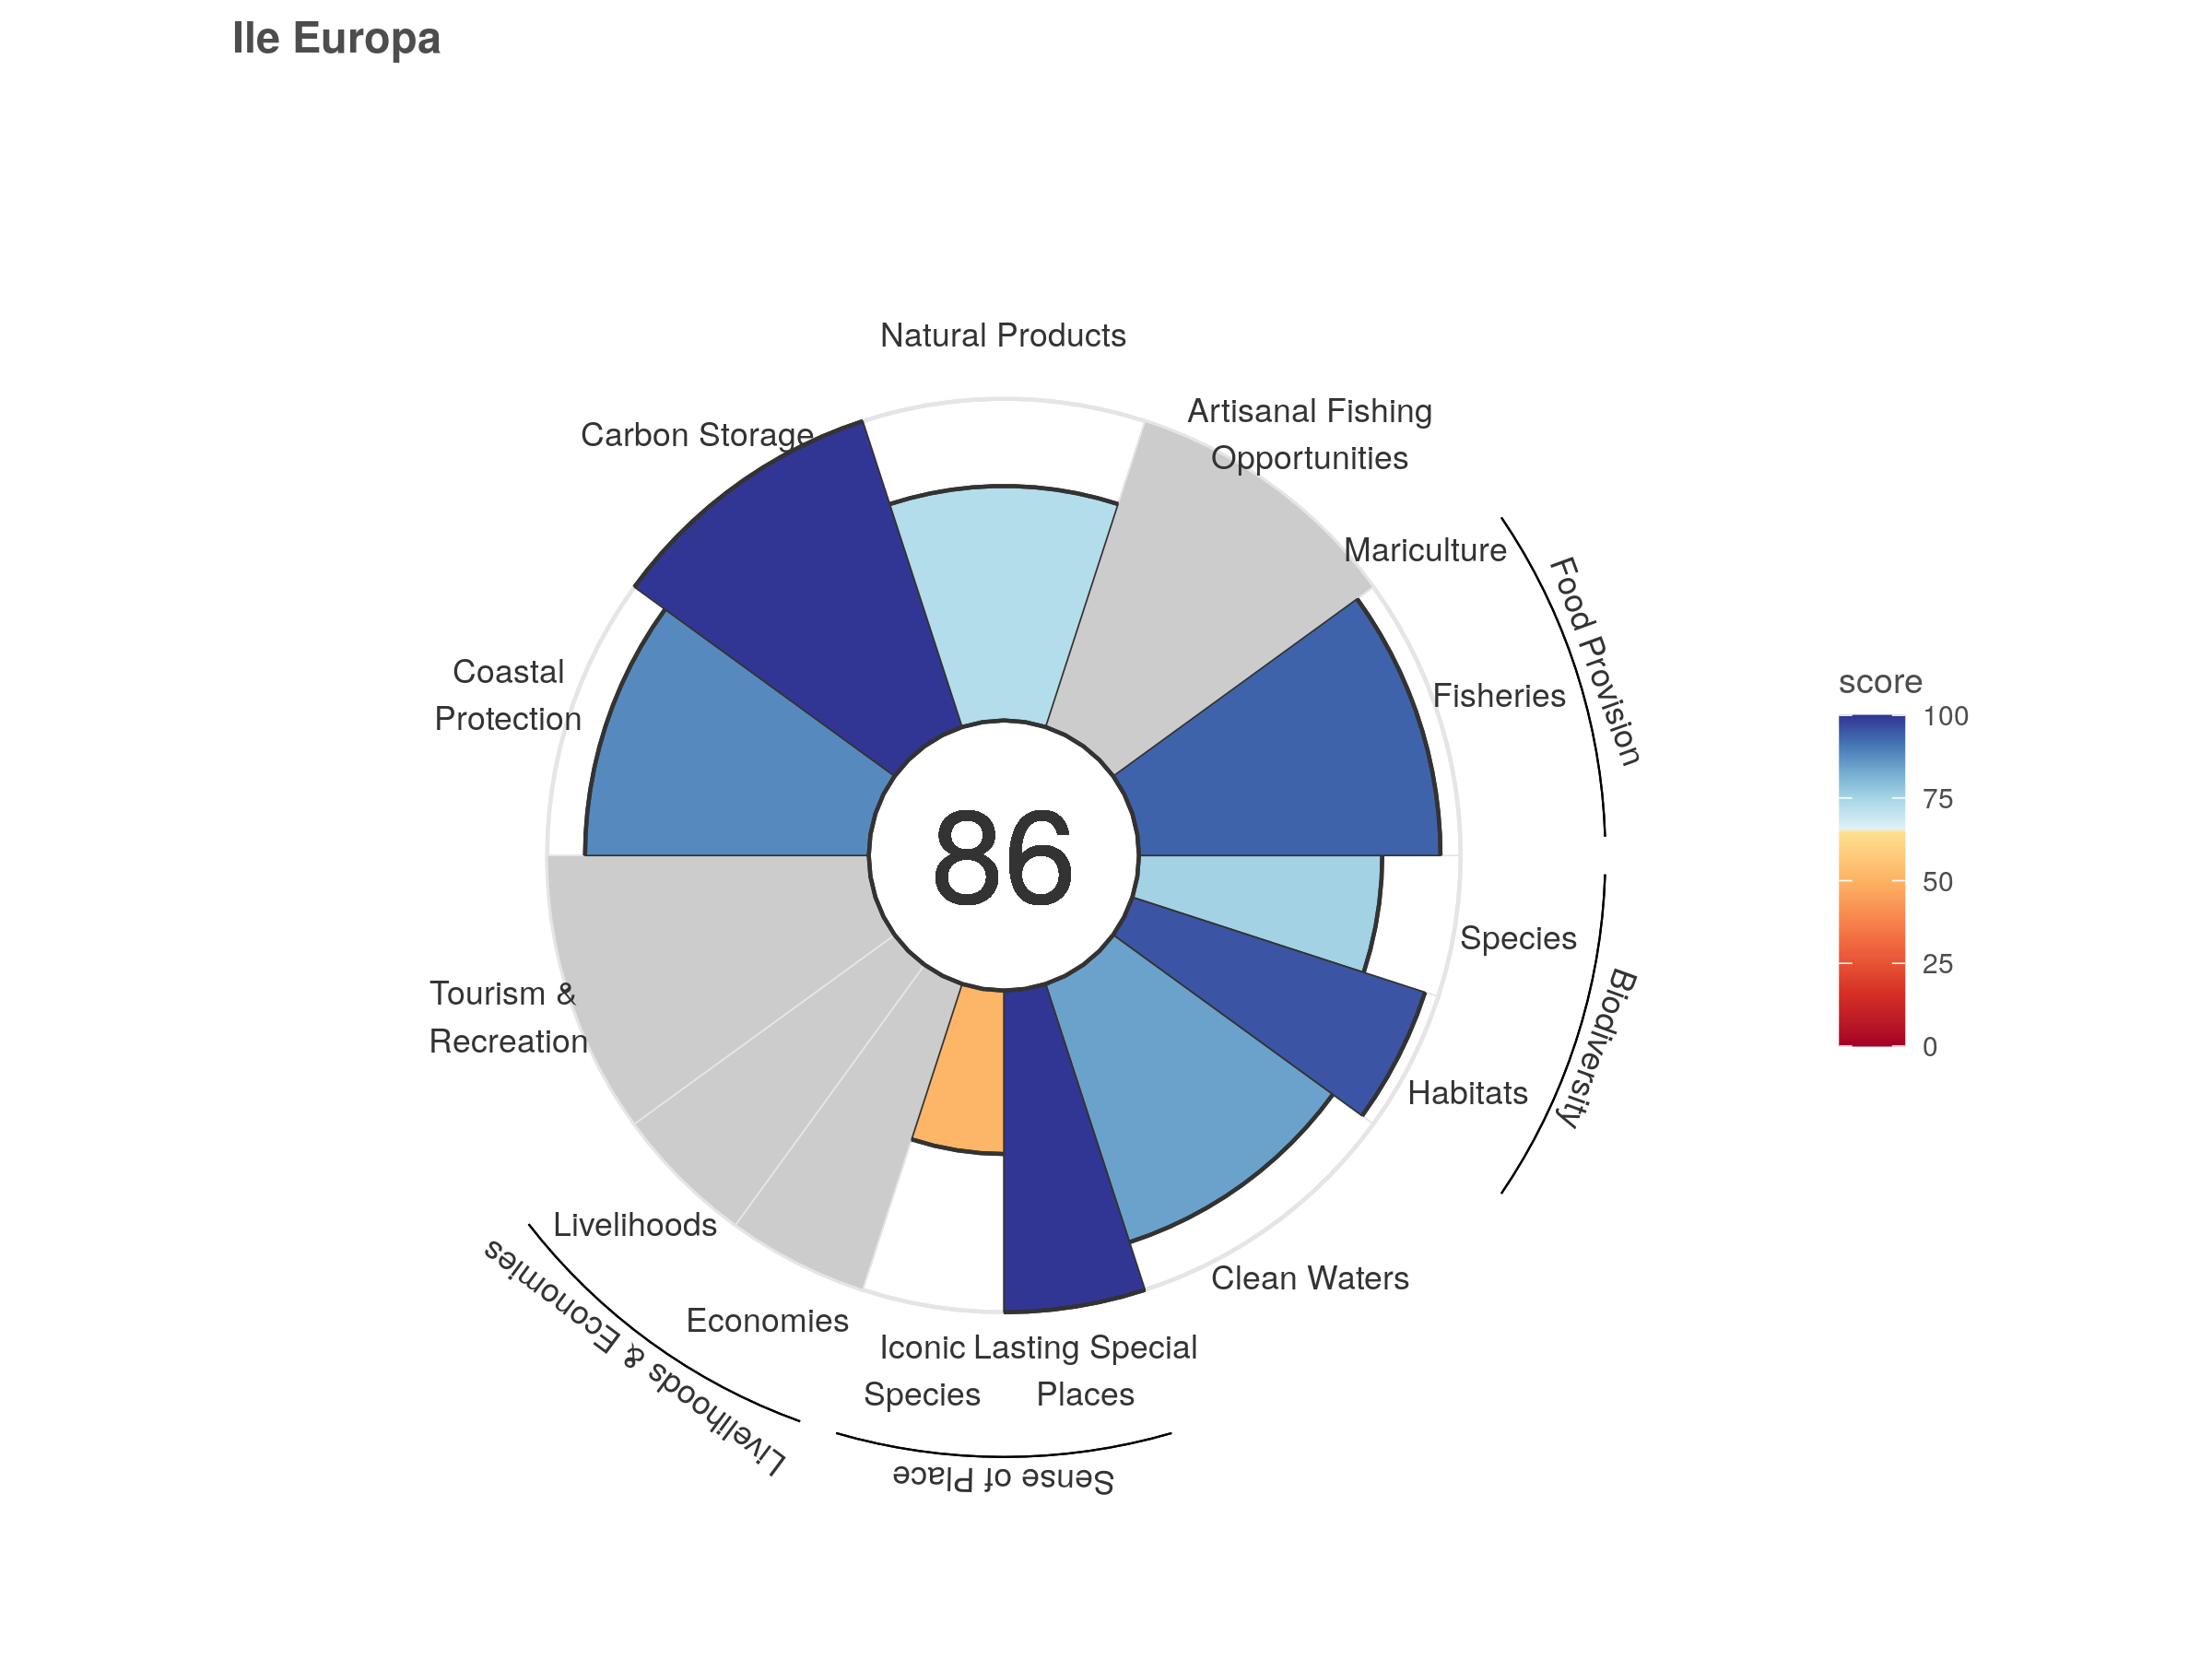 Ile Europa
Natural Products
Artisanal Fishing
Opportunities
Carbon Storage
Mariculture
Food Provision
Fisheries
Coastal
Protection
score
100
75
50
25
0
86
Species
Biodiversity
Habitats
Tourism &
Recreation
Livelihoods
Economies
Livelihoods & Economies
Clean Waters
Iconic
Species
Lasting Special
Places
Sense of Place